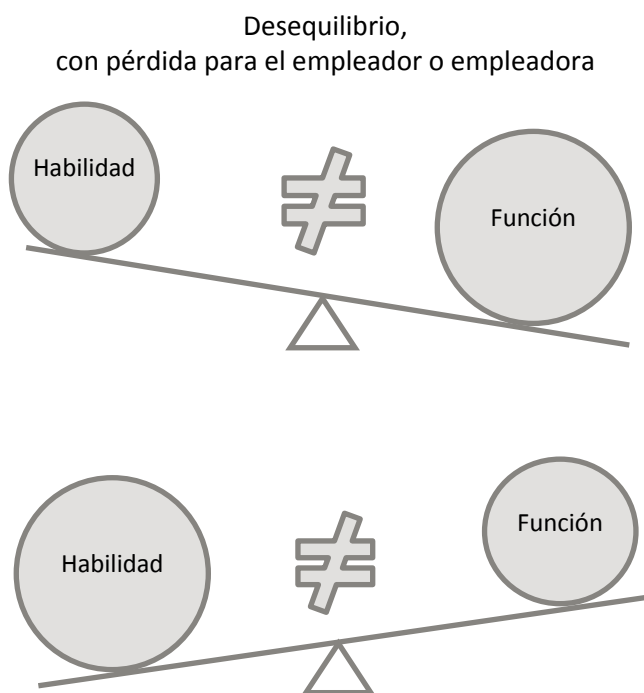 Desequilibrio,
con pérdida para el empleador o empleadora
Habilidad
≠
Función
Habilidad
≠
Función